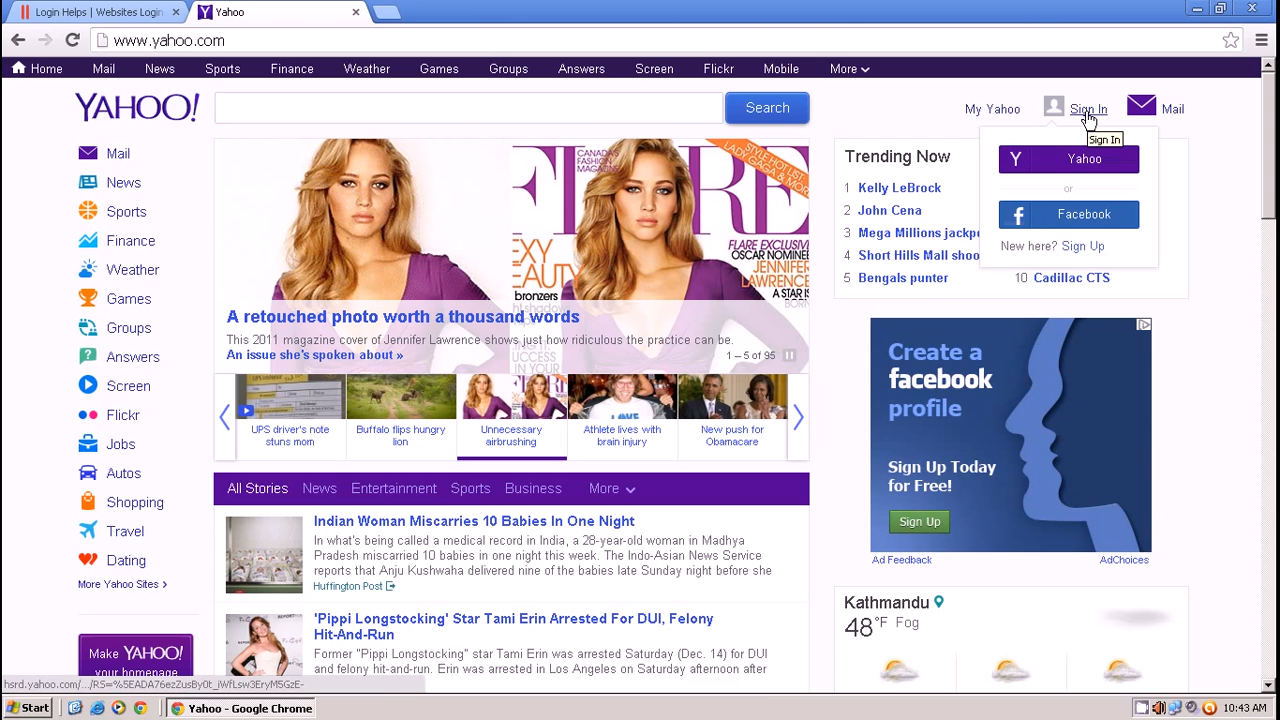 Login Helps | Websites Login
Yahoo
www.yahoo.com
Home Mail News Sports Finance Weather Games Groups Answers Screen Flickr Mobile More
YAHOO!
Search
My Yahoo
Sign In
Mail
Sign In
Y Yahoo
or
f Facebook
New here? Sign Up
Mail
News
Sports
Finance
Weather
Games
Groups
Answers
Screen
Flickr
Jobs
Autos
Shopping
Travel
Dating
More Yahoo Sites >
Make YAHOO!
your homepage
CANADA'S
FASHION
MAGAZINE
STYLE HOT LIST:
LADY GAGA &
FLARE EXCLUSIVE
OSCAR NOMINEE
JENNIFER
LAWRENCE
A STAR IS
BORN
bronzers
A retouched photo worth a thousand words
This 2011 magazine cover of Jennifer Lawrence shows just how ridiculous the practice can be.
An issue she's spoken about »
1 – 5 of 95
UPS driver's note
stuns mom
Buffalo flips hungry
lion
Unnecessary
airbrushing
Athlete lives with
brain injury
New push for
Obamacare
All Stories News Entertainment Sports Business More
Indian Woman Miscarries 10 Babies In One Night
In what's being called a medical record in India, a 28-year-old woman in Madhya
Pradesh miscarried 10 babies in one night this week. The Indo-Asian News Service
reports that Anju Kushwaha delivered nine of the babies late Sunday night before she
Huffington Post
'Pippi Longstocking' Star Tami Erin Arrested For DUI, Felony
Hit-And-Run
Former "Pippi Longstocking" star Tami Erin was arrested Saturday (Dec. 14) for DUI
and felony hit-and-run. Erin was arrested in Los Angeles on Saturday afternoon after
Trending Now
1 Kelly LeBrock
2 John Cena
3 Mega Millions jackp
4 Short Hills Mall shoo
5 Bengals punter
10 Cadillac CTS
Create a
facebook
profile
Sign Up Today
for Free!
Sign Up
Ad Feedback
AdChoices
Kathmandu
48 °F Fog
Start
Yahoo - Google Chrome
10:43 AM